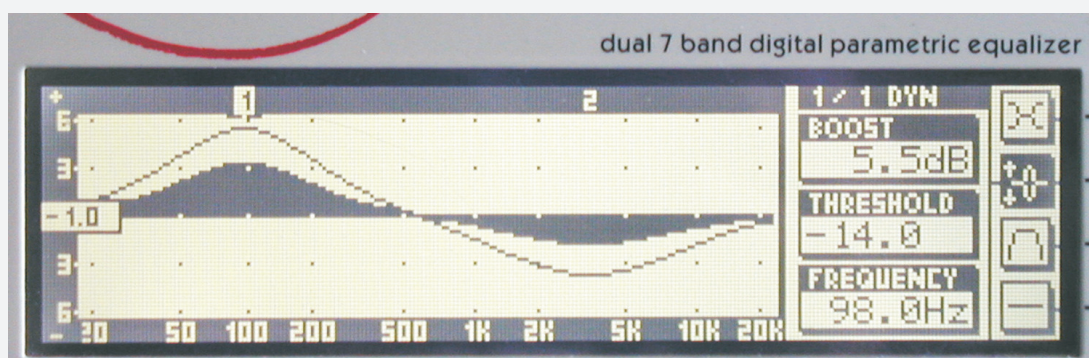 dual 7 band digital parametric equalizer
+ 1 2 1/1 DYN
6 BOOST
5.5dB
3
-1.0 THRESHOLD
-14.0
3
FREQUENCY
6 98.0Hz
- 20 50 100 200 500 1K 2K 5K 10K 20K